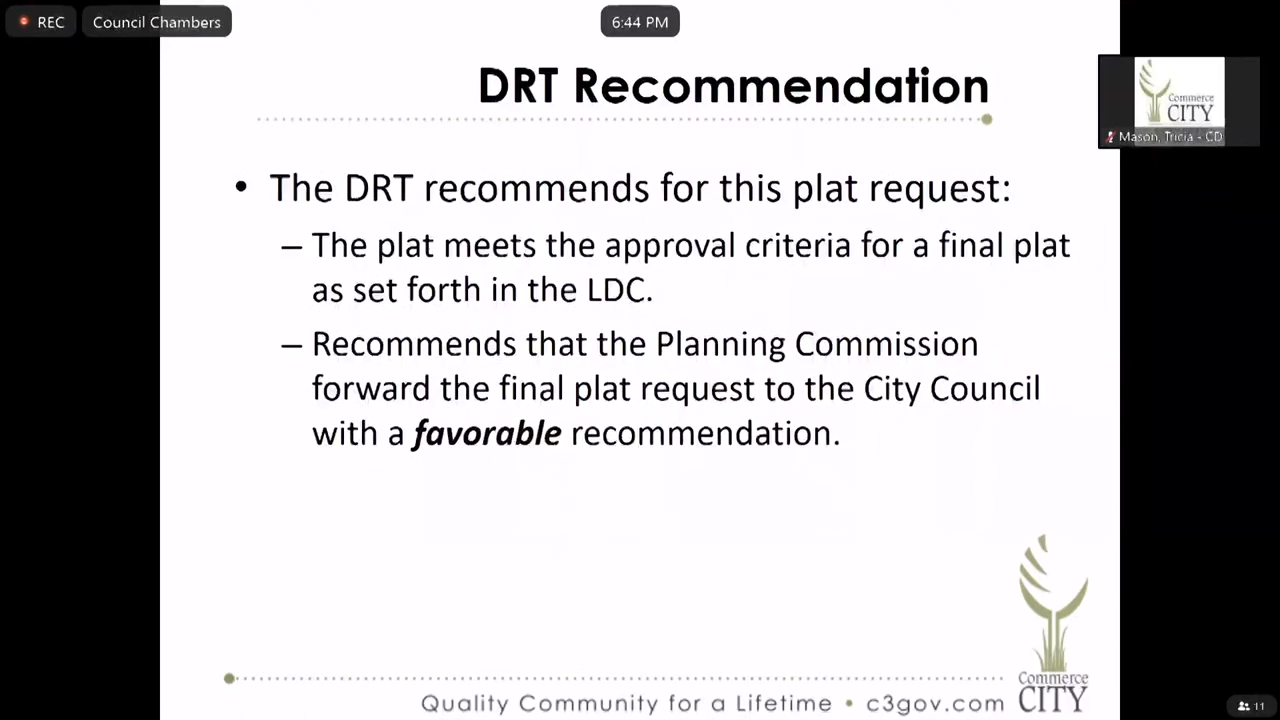 REC
Council Chambers
6:44 PM
DRT Recommendation
Commerce
CITY
Mason, Tricia - CD
• The DRT recommends for this plat request:
– The plat meets the approval criteria for a final plat
as set forth in the LDC.
– Recommends that the Planning Commission
forward the final plat request to the City Council
with a favorable recommendation.
Commerce
CITY
Quality Community for a Lifetime • c3gov.com
11